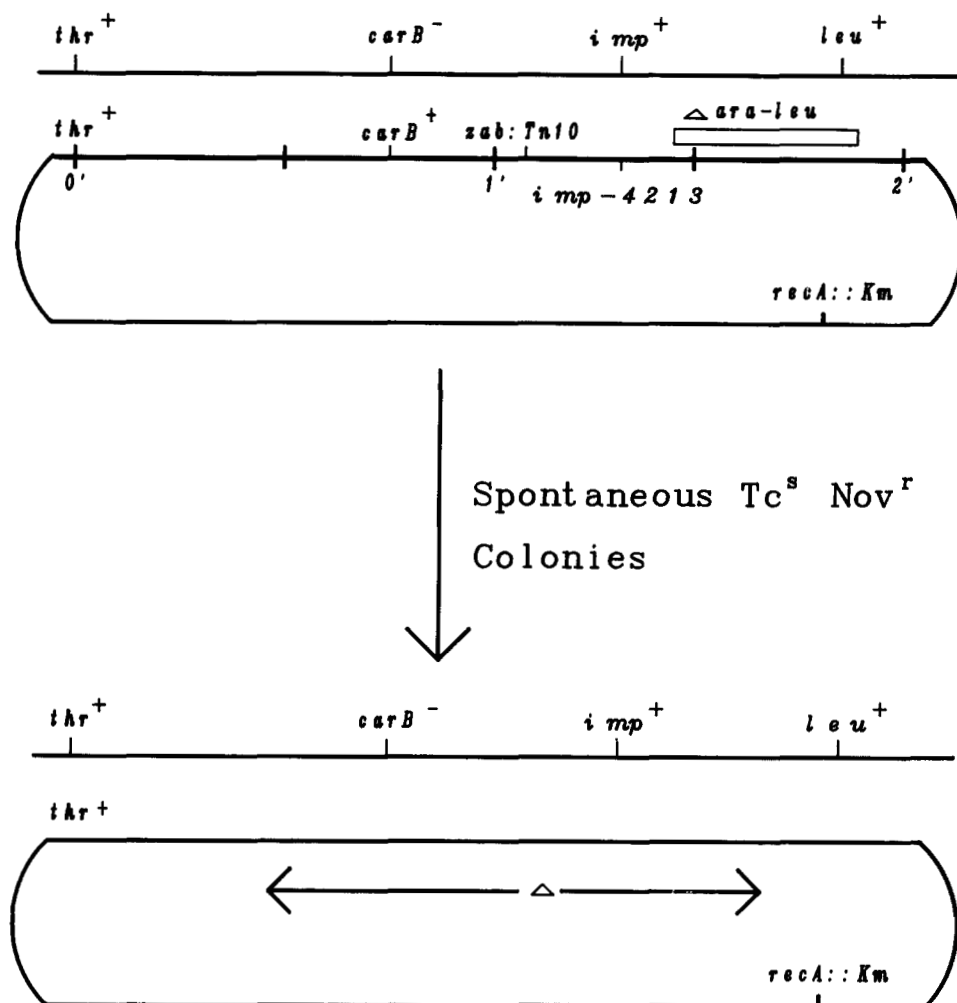 thr+ carB- imp+ leu+
△ ara-leu
thr+ carB+ zab:Tn10
0' 1' 2'
imp-4213
recA::Km
Spontaneous Tcs Novr
Colonies
thr+ carB- imp+ leu+
thr+
△
recA::Km